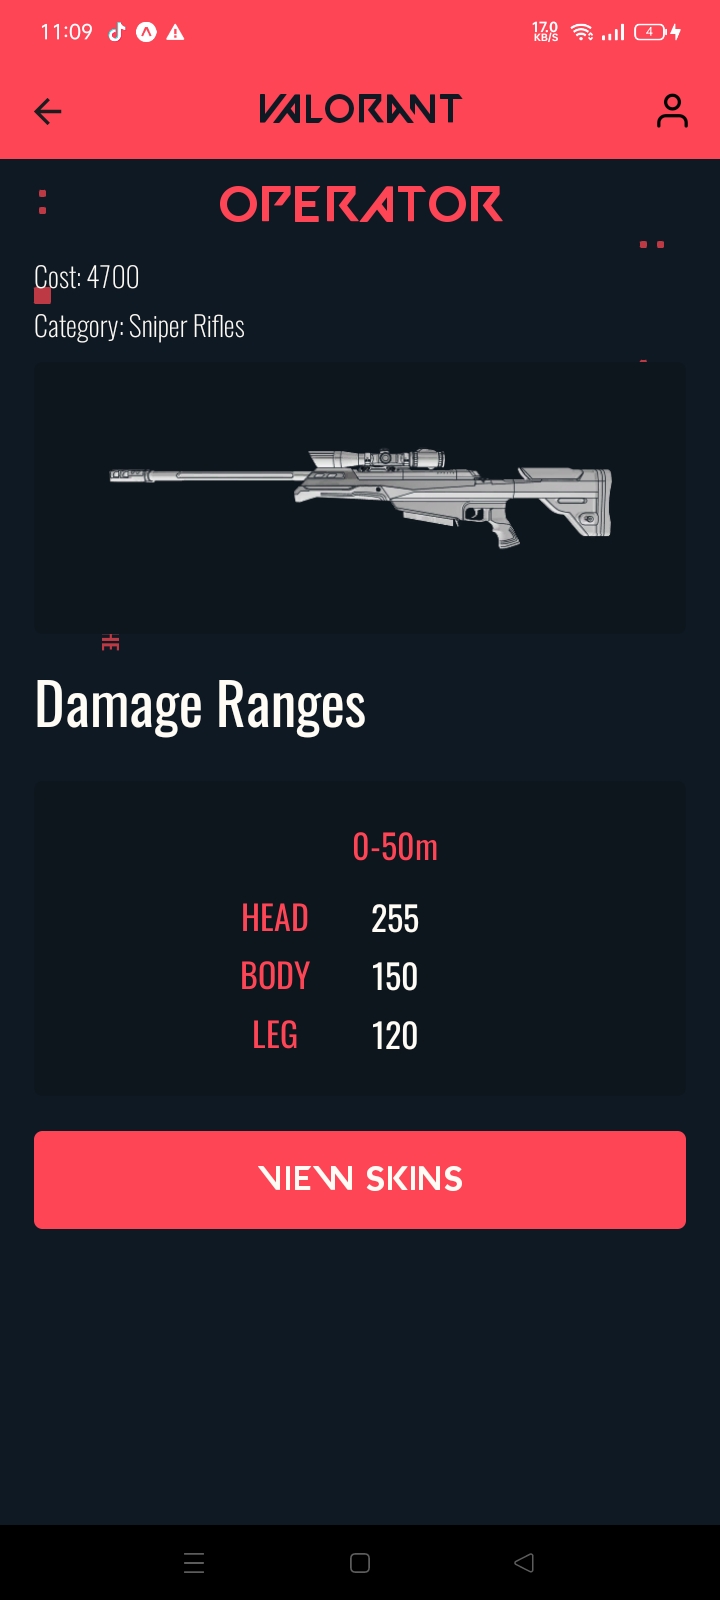 11:09 17.0 KB/S 4
VALORANT
OPERATOR
Cost: 4700
Category: Sniper Rifles
Damage Ranges
0-50m
HEAD 255
BODY 150
LEG 120
VIEW SKINS